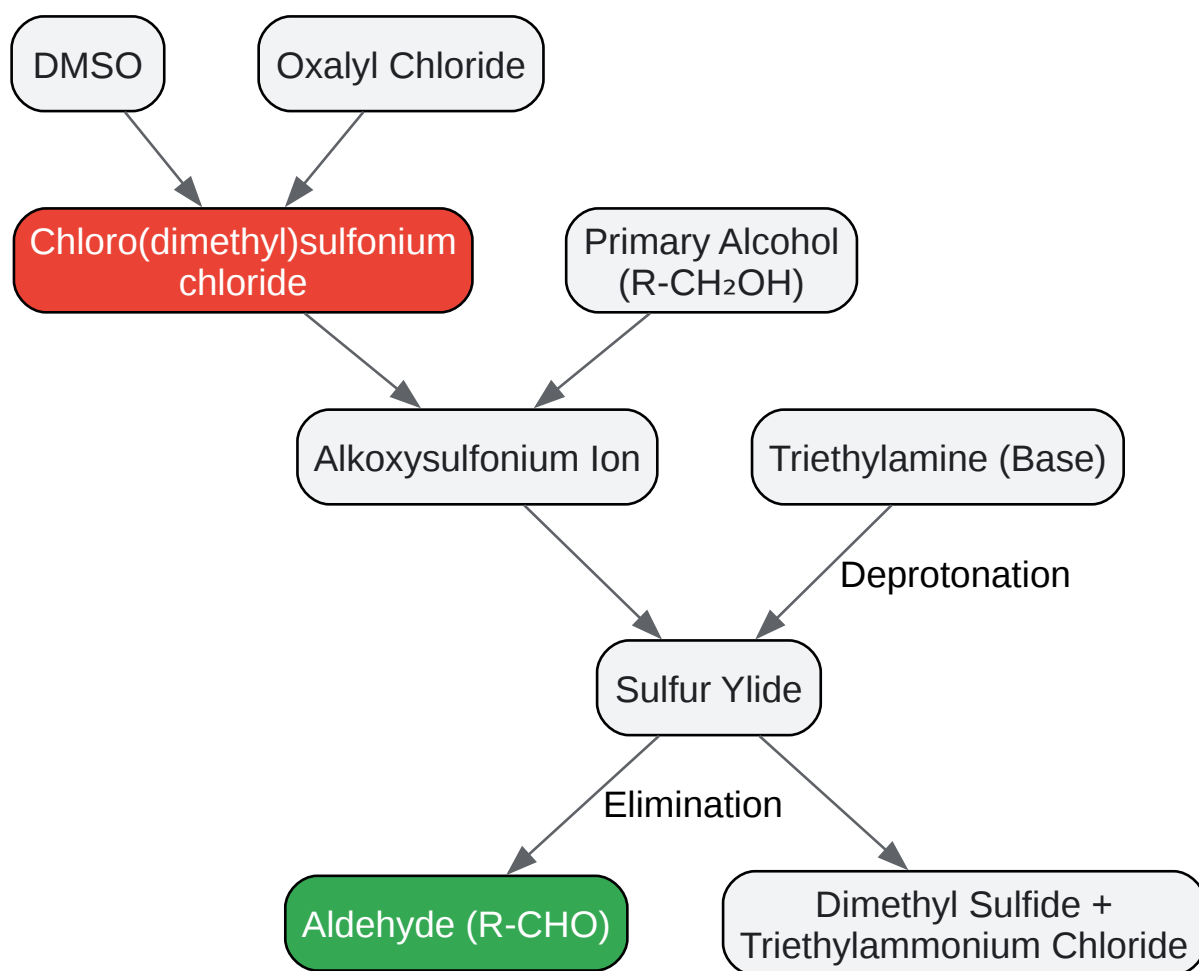 DMSO
Oxalyl Chloride
Chloro(dimethyl)sulfonium
chloride
Primary Alcohol
(R-CH₂OH)
Alkoxysulfonium Ion
Triethylamine (Base)
Deprotonation
Sulfur Ylide
Elimination
Aldehyde (R-CHO)
Dimethyl Sulfide +
Triethylammonium Chloride